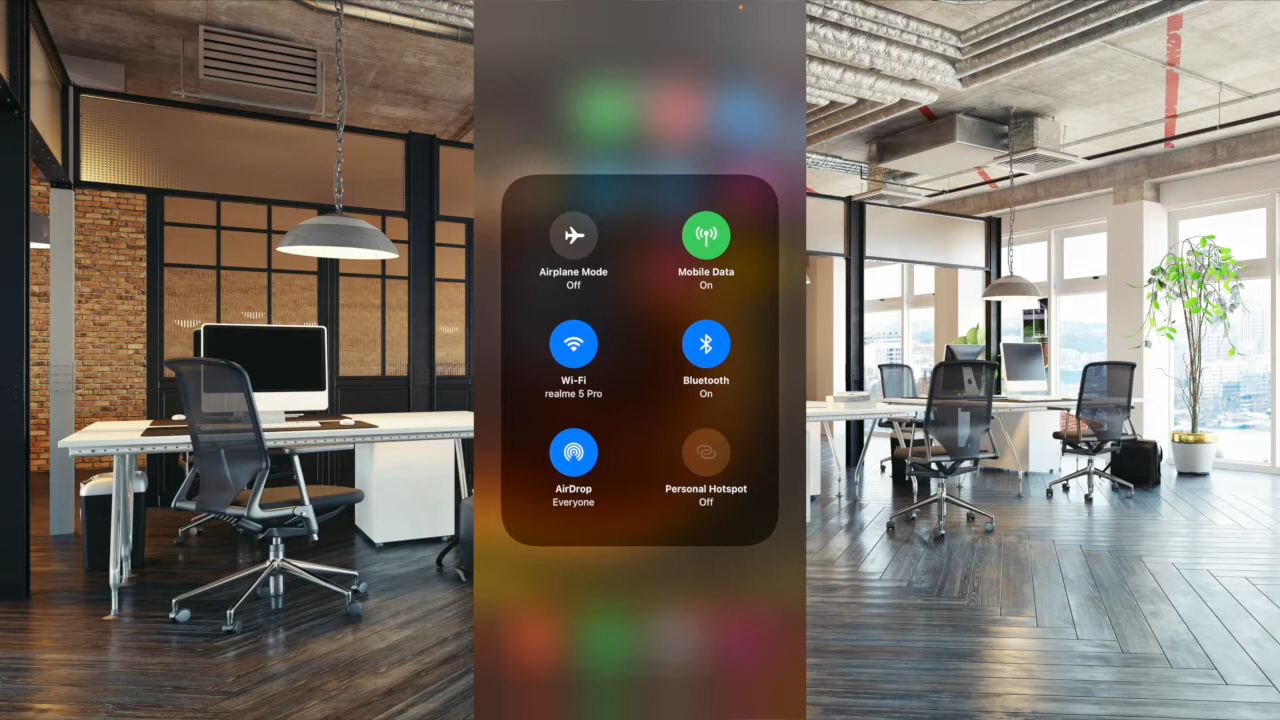 Airplane Mode
Off
Mobile Data
On
Wi-Fi
realme 5 Pro
Bluetooth
On
AirDrop
Everyone
Personal Hotspot
Off